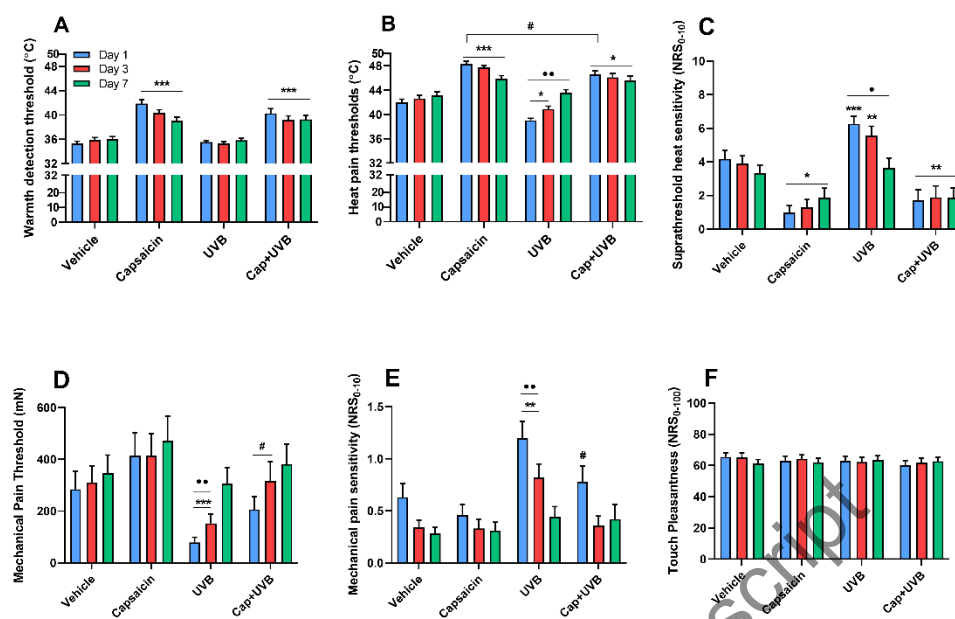 A
Warmth detection threshold (°C)
50
48
44
40
36
32
32
20
10
0
Day 1
Day 3
Day 7
***
***
Vehicle
Capsaicin
UVB
Cap+UVB
B
Heat pain thresholds (°C)
50
48
44
40
36
32
32
20
10
0
#
***
*
••
*
Vehicle
Capsaicin
UVB
Cap+UVB
C
Suprathreshold heat sensitivity (NRS0-10)
10
8
6
4
2
0
*
***
**
•
**
Vehicle
Capsaicin
UVB
Cap+UVB
D
Mechanical Pain Threshold (mN)
600
400
200
0
••
***
#
Vehicle
Capsaicin
UVB
Cap+UVB
E
Mechanical pain sensitivity (NRS0-10)
1.5
1.0
0.5
0.0
••
**
#
Vehicle
Capsaicin
UVB
Cap+UVB
F
Touch Pleasantness (NRS0-100)
100
80
60
40
20
0
Vehicle
Capsaicin
UVB
Cap+UVB
script